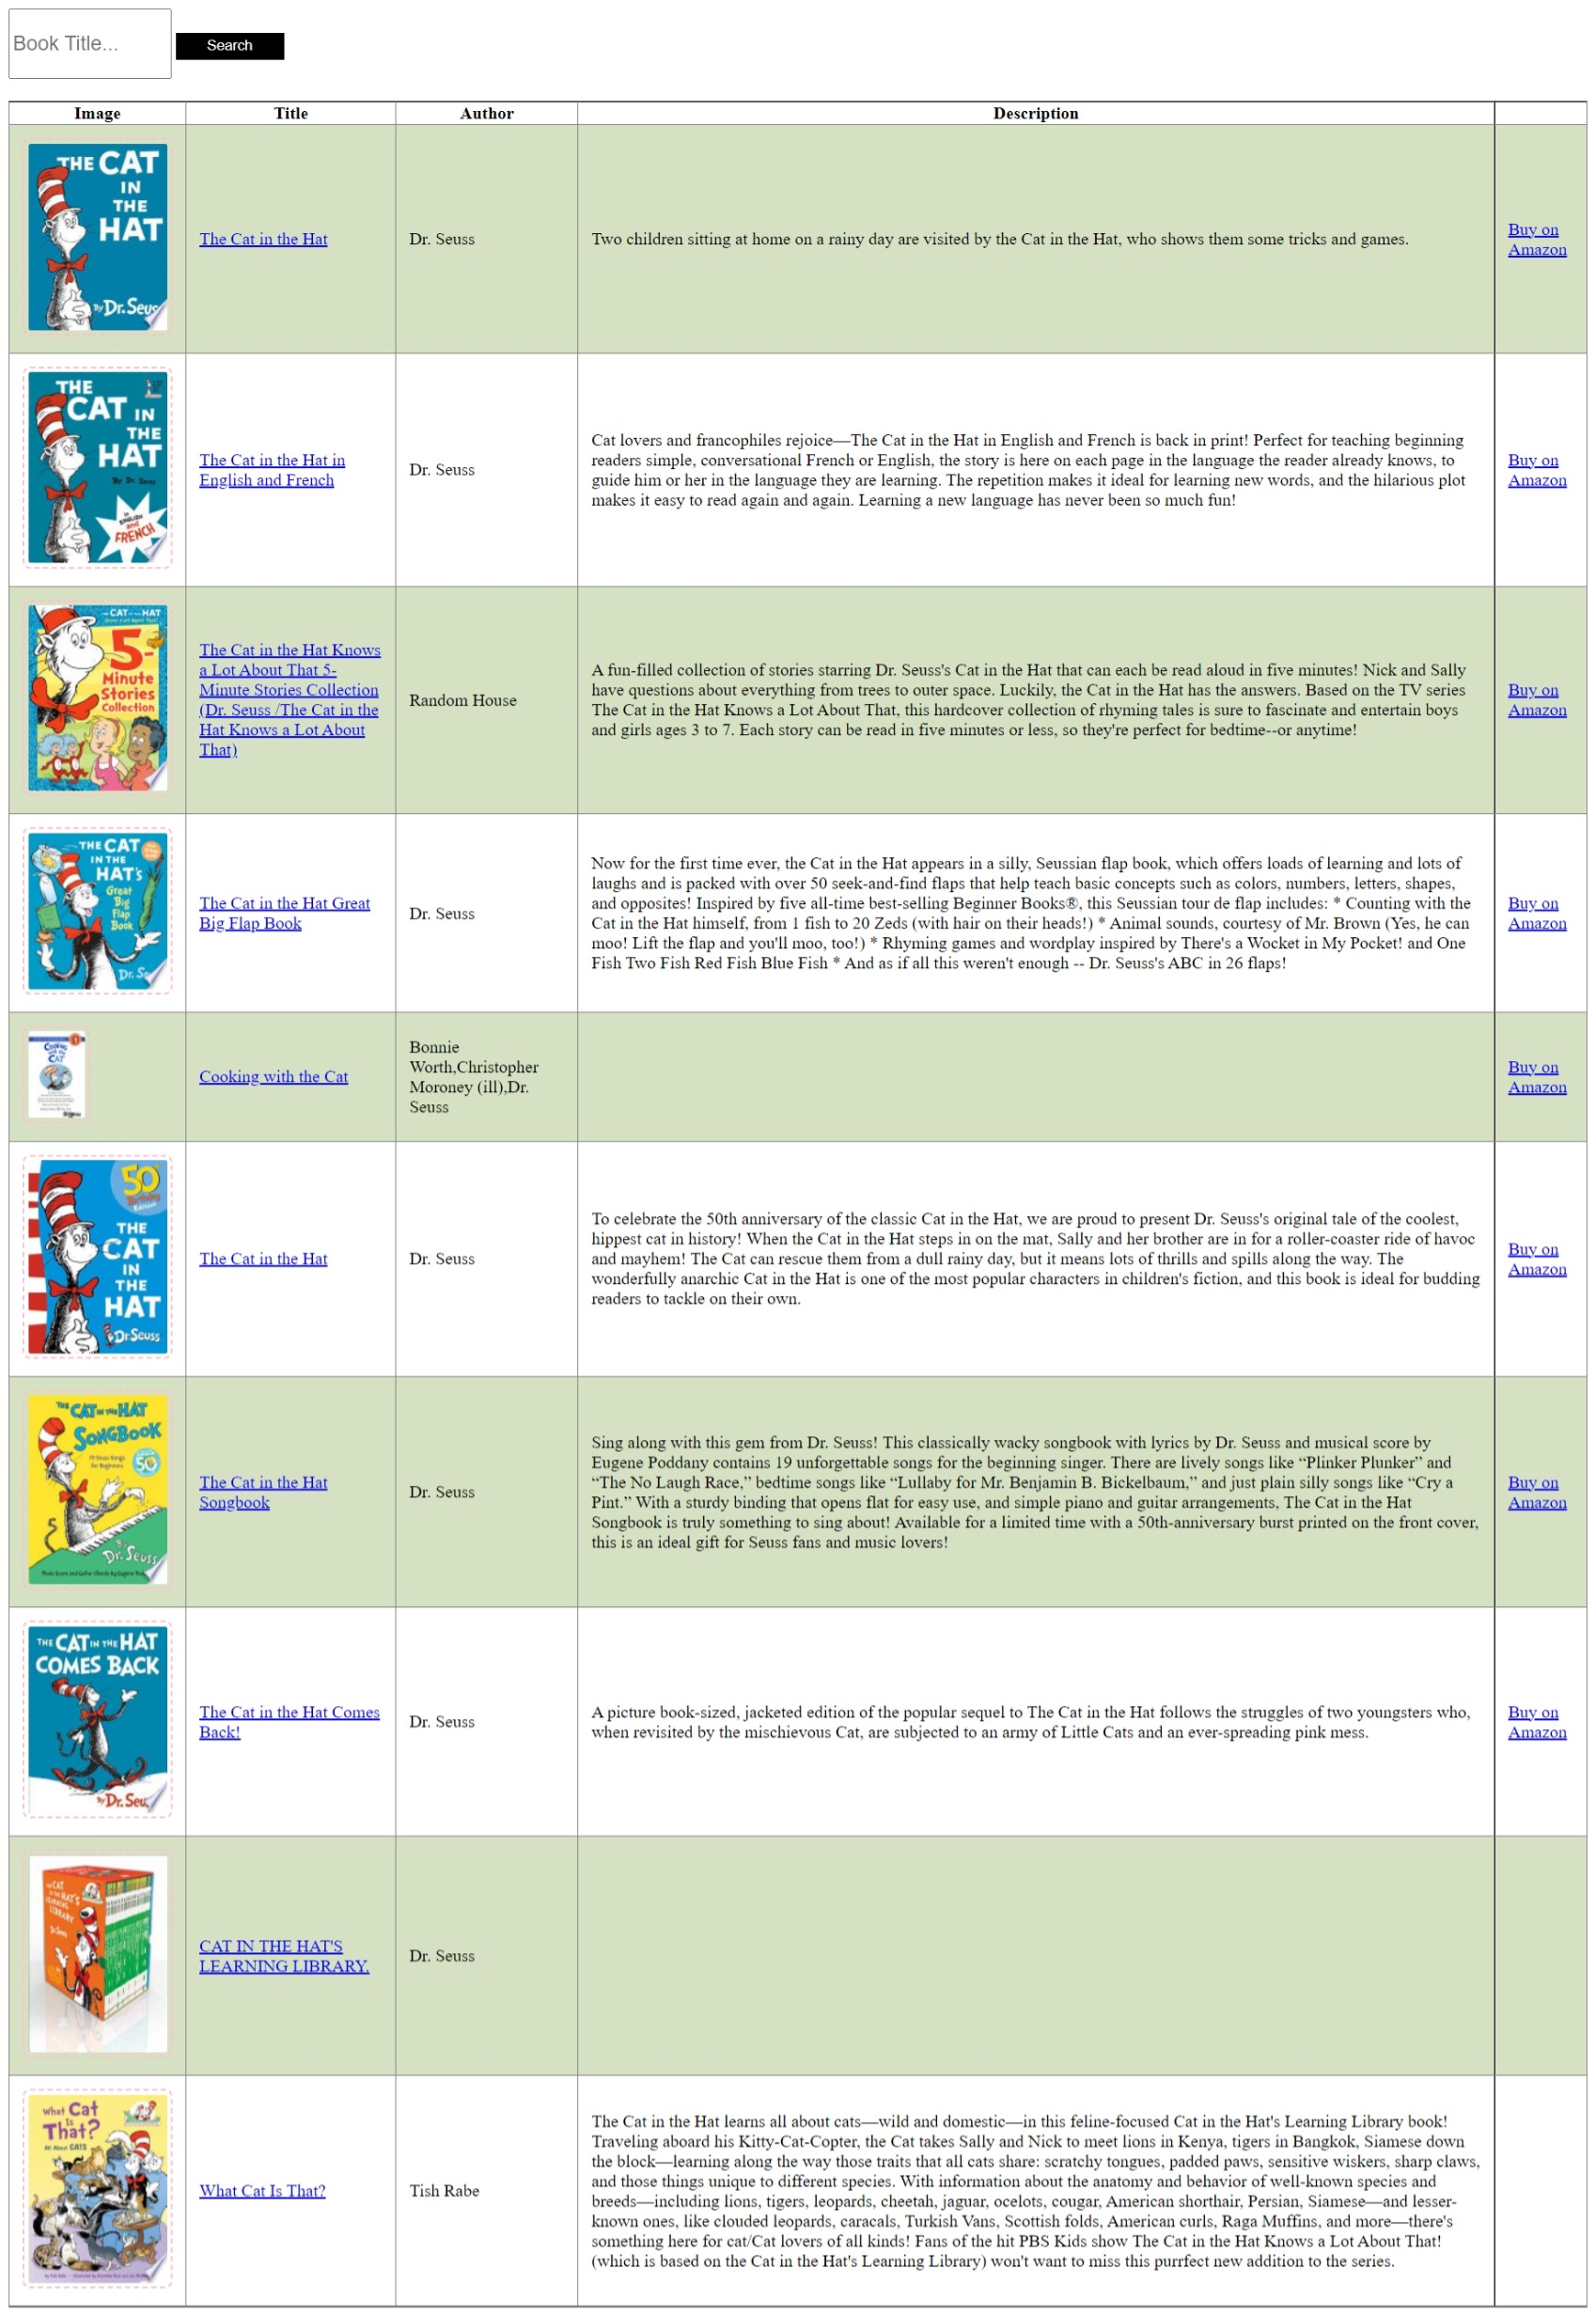 Book Title...
Search
Image
Title
Author
Description
THE CAT
IN
THE
HAT
By Dr. Seus
The Cat in the Hat
Dr. Seuss
Two children sitting at home on a rainy day are visited by the Cat in the Hat, who shows them some tricks and games.
Buy on
Amazon
THE
CAT IN
THE
HAT
By Dr. Seuss
in
ENGLISH
and
FRENCH
The Cat in the Hat in
English and French
Dr. Seuss
Cat lovers and francophiles rejoice—The Cat in the Hat in English and French is back in print! Perfect for teaching beginning
readers simple, conversational French or English, the story is here on each page in the language the reader already knows, to
guide him or her in the language they are learning. The repetition makes it ideal for learning new words, and the hilarious plot
makes it easy to read again and again. Learning a new language has never been so much fun!
Buy on
Amazon
CAT IN THE HAT
5-
Minute
Stories
Collection
The Cat in the Hat Knows
a Lot About That 5-
Minute Stories Collection
(Dr. Seuss /The Cat in the
Hat Knows a Lot About
That)
Random House
A fun-filled collection of stories starring Dr. Seuss's Cat in the Hat that can each be read aloud in five minutes! Nick and Sally
have questions about everything from trees to outer space. Luckily, the Cat in the Hat has the answers. Based on the TV series
The Cat in the Hat Knows a Lot About That, this hardcover collection of rhyming tales is sure to fascinate and entertain boys
and girls ages 3 to 7. Each story can be read in five minutes or less, so they're perfect for bedtime--or anytime!
Buy on
Amazon
THE CAT
IN THE
HAT'S
Great
Big
Flap
Book
Dr. S
The Cat in the Hat Great
Big Flap Book
Dr. Seuss
Now for the first time ever, the Cat in the Hat appears in a silly, Seussian flap book, which offers loads of learning and lots of
laughs and is packed with over 50 seek-and-find flaps that help teach basic concepts such as colors, numbers, letters, shapes,
and opposites! Inspired by five all-time best-selling Beginner Books®, this Seussian tour de flap includes: * Counting with the
Cat in the Hat himself, from 1 fish to 20 Zeds (with hair on their heads!) * Animal sounds, courtesy of Mr. Brown (Yes, he can
moo! Lift the flap and you'll moo, too!) * Rhyming games and wordplay inspired by There's a Wocket in My Pocket! and One
Fish Two Fish Red Fish Blue Fish * And as if all this weren't enough -- Dr. Seuss's ABC in 26 flaps!
Buy on
Amazon
Cooking
with the
CAT
Cooking with the Cat
Bonnie
Worth,Christopher
Moroney (ill),Dr.
Seuss
Buy on
Amazon
50
Birthday
Edition
THE
CAT
IN
THE
HAT
Dr.Seuss
The Cat in the Hat
Dr. Seuss
To celebrate the 50th anniversary of the classic Cat in the Hat, we are proud to present Dr. Seuss's original tale of the coolest,
hippest cat in history! When the Cat in the Hat steps in on the mat, Sally and her brother are in for a roller-coaster ride of havoc
and mayhem! The Cat can rescue them from a dull rainy day, but it means lots of thrills and spills along the way. The
wonderfully anarchic Cat in the Hat is one of the most popular characters in children's fiction, and this book is ideal for budding
readers to tackle on their own.
Buy on
Amazon
THE CAT IN THE HAT
SONGBOOK
19 Seuss Songs
for Beginners
50
By
Dr. Seuss
The Cat in the Hat
Songbook
Dr. Seuss
Sing along with this gem from Dr. Seuss! This classically wacky songbook with lyrics by Dr. Seuss and musical score by
Eugene Poddany contains 19 unforgettable songs for the beginning singer. There are lively songs like “Plinker Plunker” and
“The No Laugh Race,” bedtime songs like “Lullaby for Mr. Benjamin B. Bickelbaum,” and just plain silly songs like “Cry a
Pint.” With a sturdy binding that opens flat for easy use, and simple piano and guitar arrangements, The Cat in the Hat
Songbook is truly something to sing about! Available for a limited time with a 50th-anniversary burst printed on the front cover,
this is an ideal gift for Seuss fans and music lovers!
Buy on
Amazon
THE CAT IN THE HAT
COMES BACK
By Dr. Seu
The Cat in the Hat Comes
Back!
Dr. Seuss
A picture book-sized, jacketed edition of the popular sequel to The Cat in the Hat follows the struggles of two youngsters who,
when revisited by the mischievous Cat, are subjected to an army of Little Cats and an ever-spreading pink mess.
Buy on
Amazon
THE CAT
IN THE HAT'S
LEARNING
LIBRARY
Dr. Seuss
CAT IN THE HAT'S
LEARNING LIBRARY.
Dr. Seuss
What Cat
Is
That?
All About CATS
What Cat Is That?
Tish Rabe
The Cat in the Hat learns all about cats—wild and domestic—in this feline-focused Cat in the Hat's Learning Library book!
Traveling aboard his Kitty-Cat-Copter, the Cat takes Sally and Nick to meet lions in Kenya, tigers in Bangkok, Siamese down
the block—learning along the way those traits that all cats share: scratchy tongues, padded paws, sensitive wiskers, sharp claws,
and those things unique to different species. With information about the anatomy and behavior of well-known species and
breeds—including lions, tigers, leopards, cheetah, jaguar, ocelots, cougar, American shorthair, Persian, Siamese—and lesser-
known ones, like clouded leopards, caracals, Turkish Vans, Scottish folds, American curls, Raga Muffins, and more—there's
something here for cat/Cat lovers of all kinds! Fans of the hit PBS Kids show The Cat in the Hat Knows a Lot About That!
(which is based on the Cat in the Hat's Learning Library) won't want to miss this purrfect new addition to the series.